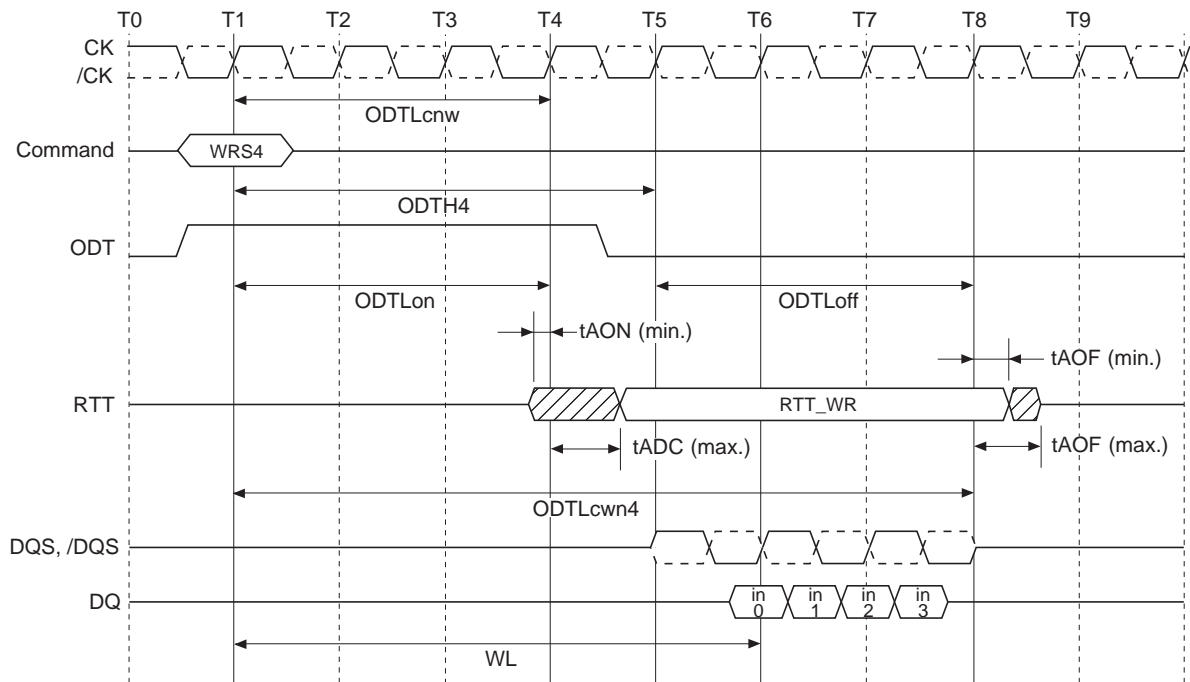 T0 T1 T2 T3 T4 T5 T6 T7 T8 T9
CK
/CK
ODTLcnw
Command WRS4
ODTH4
ODT
ODTLon ODTLoff
tAON (min.)
tAOF (min.)
RTT RTT_WR
tADC (max.) tAOF (max.)
ODTLcwn4
DQS, /DQS
DQ in 0 in 1 in 2 in 3
WL